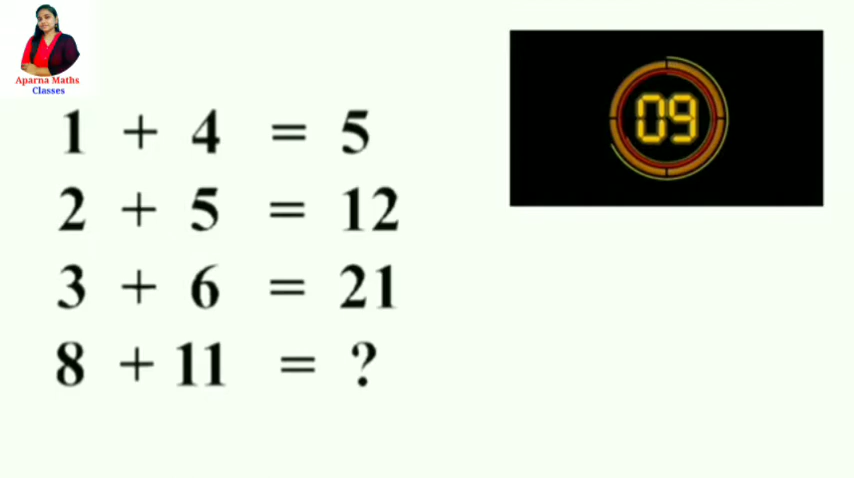 Aparna Maths
Classes
09
1 + 4 = 5
2 + 5 = 12
3 + 6 = 21
8 + 11 = ?